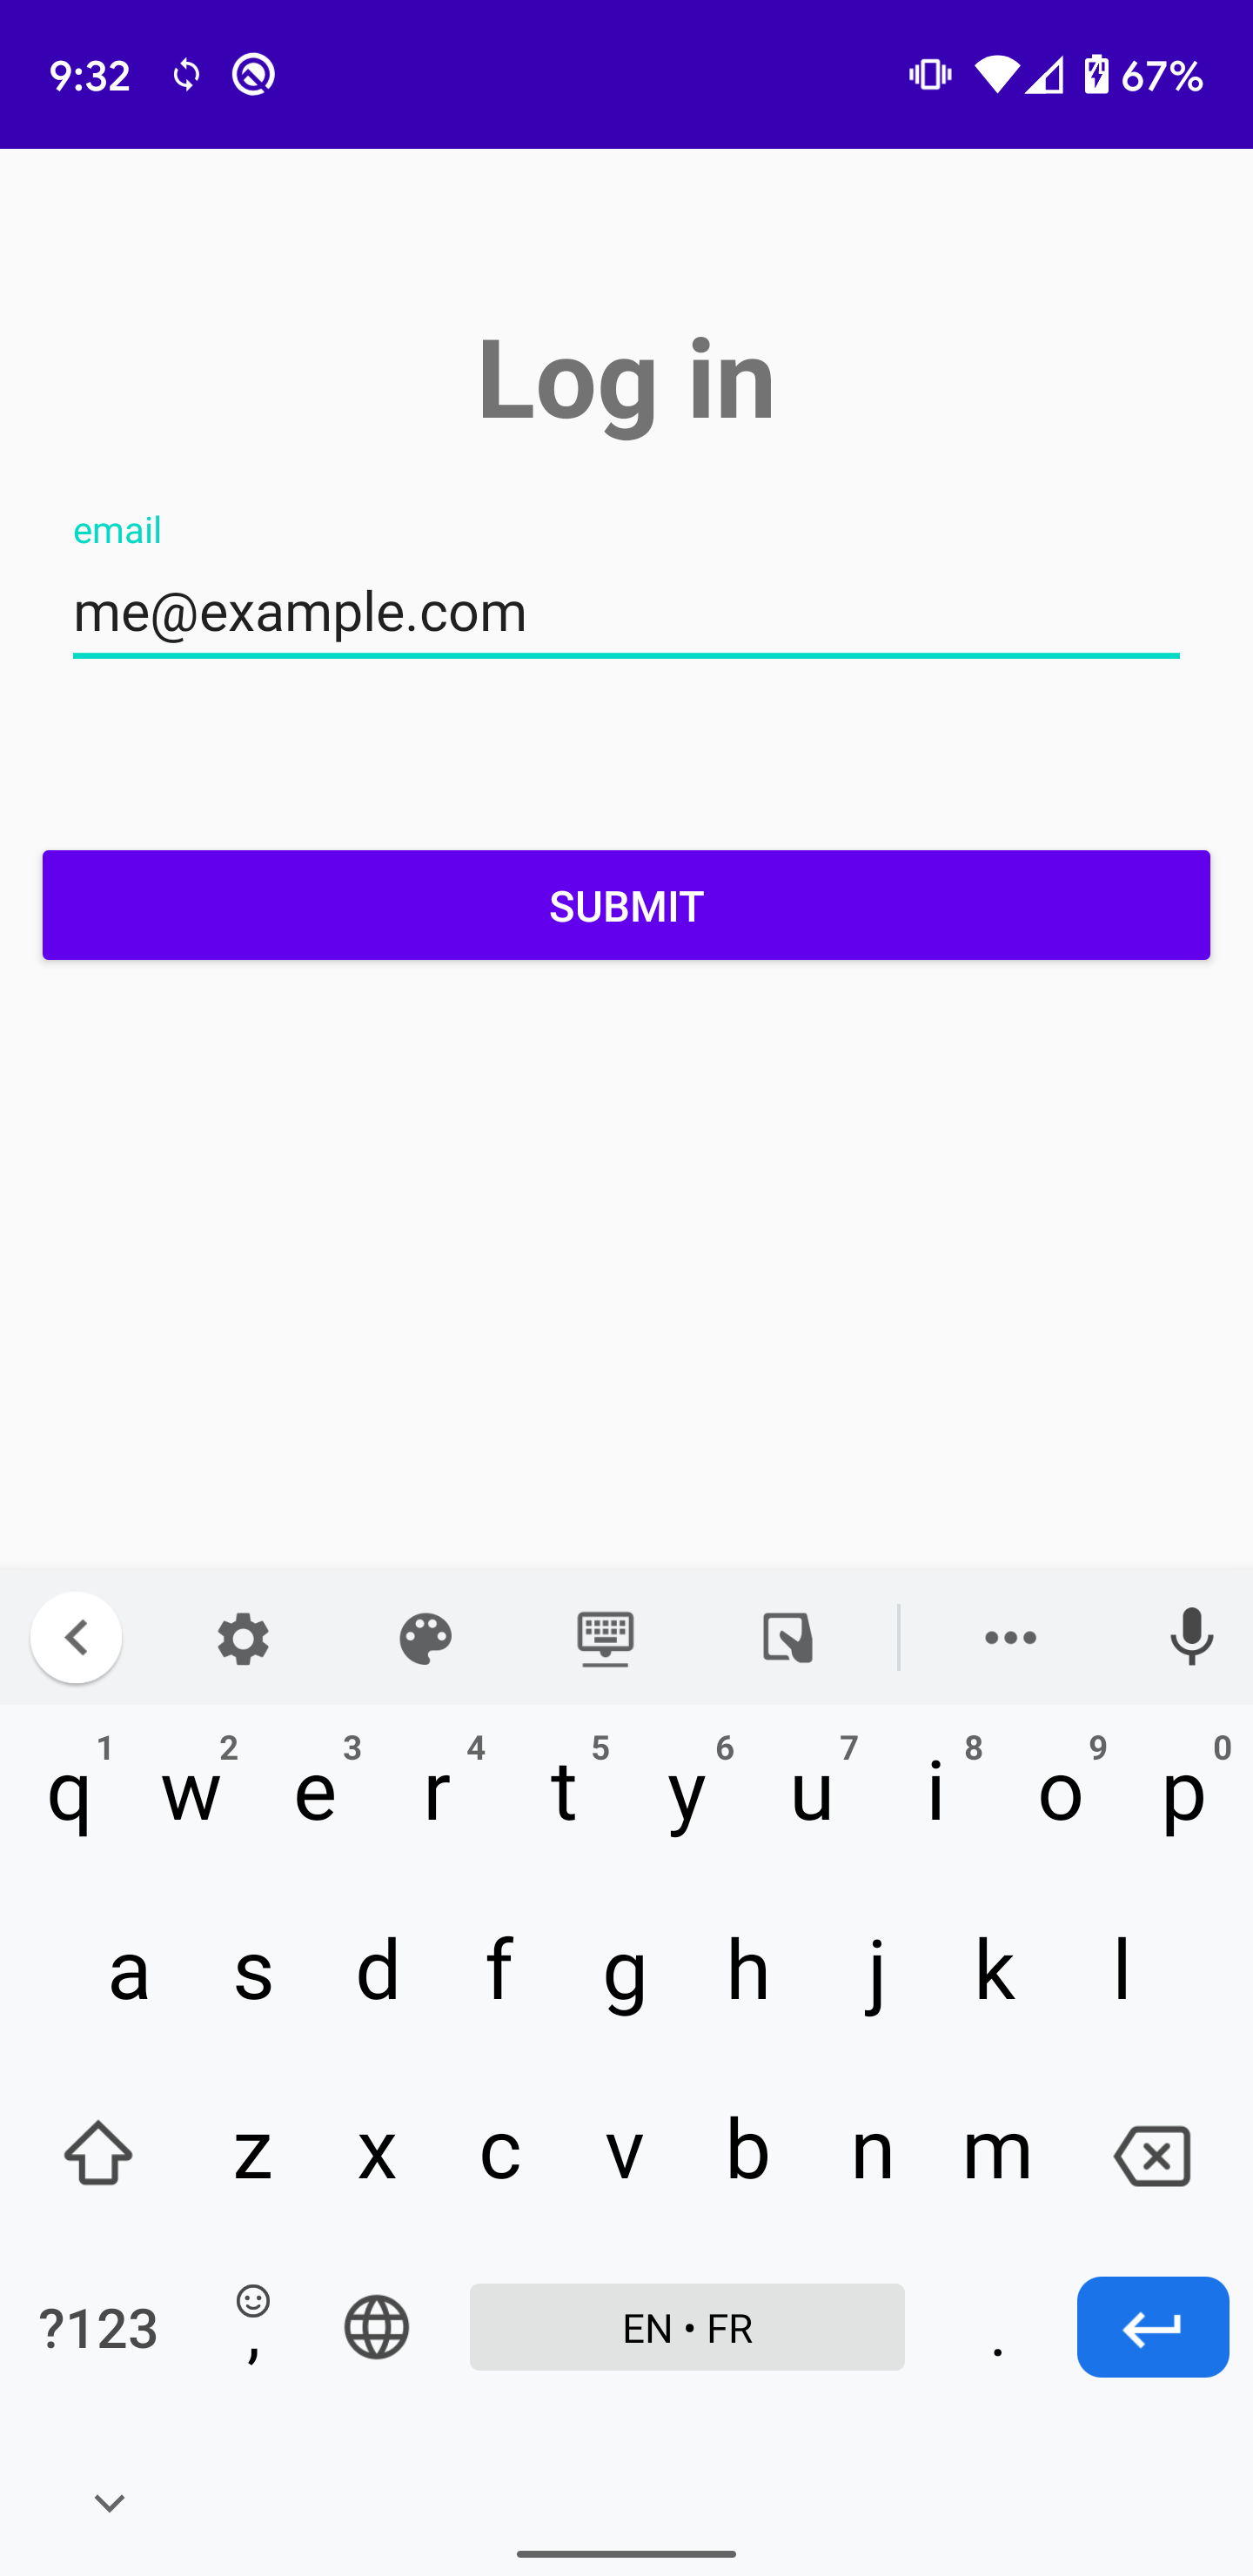 9:32 67%
Log in
email
me@example.com
SUBMIT
1 2 3 4 5 6 7 8 9 0
q w e r t y u i o p
a s d f g h j k l
z x c v b n m
?123 , EN • FR .